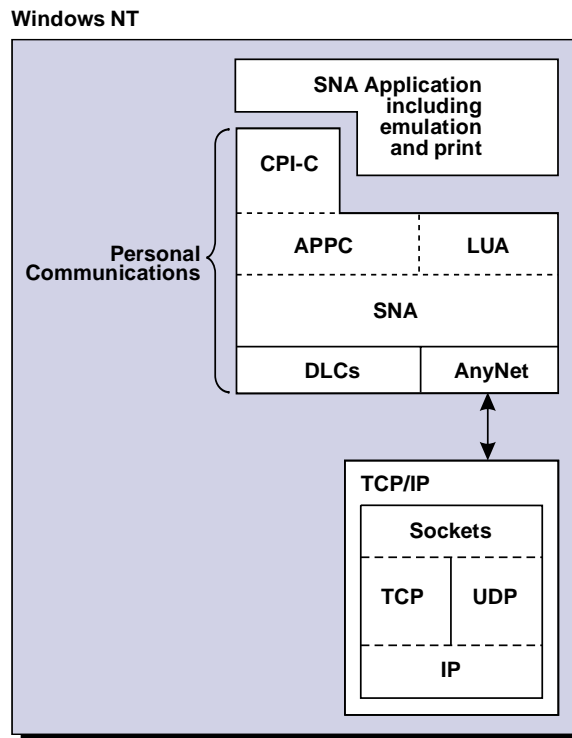 Windows NT
SNA Application
including
emulation
and print
CPI-C
Personal
Communications
APPC
LUA
SNA
DLCs
AnyNet
TCP/IP
Sockets
TCP
UDP
IP